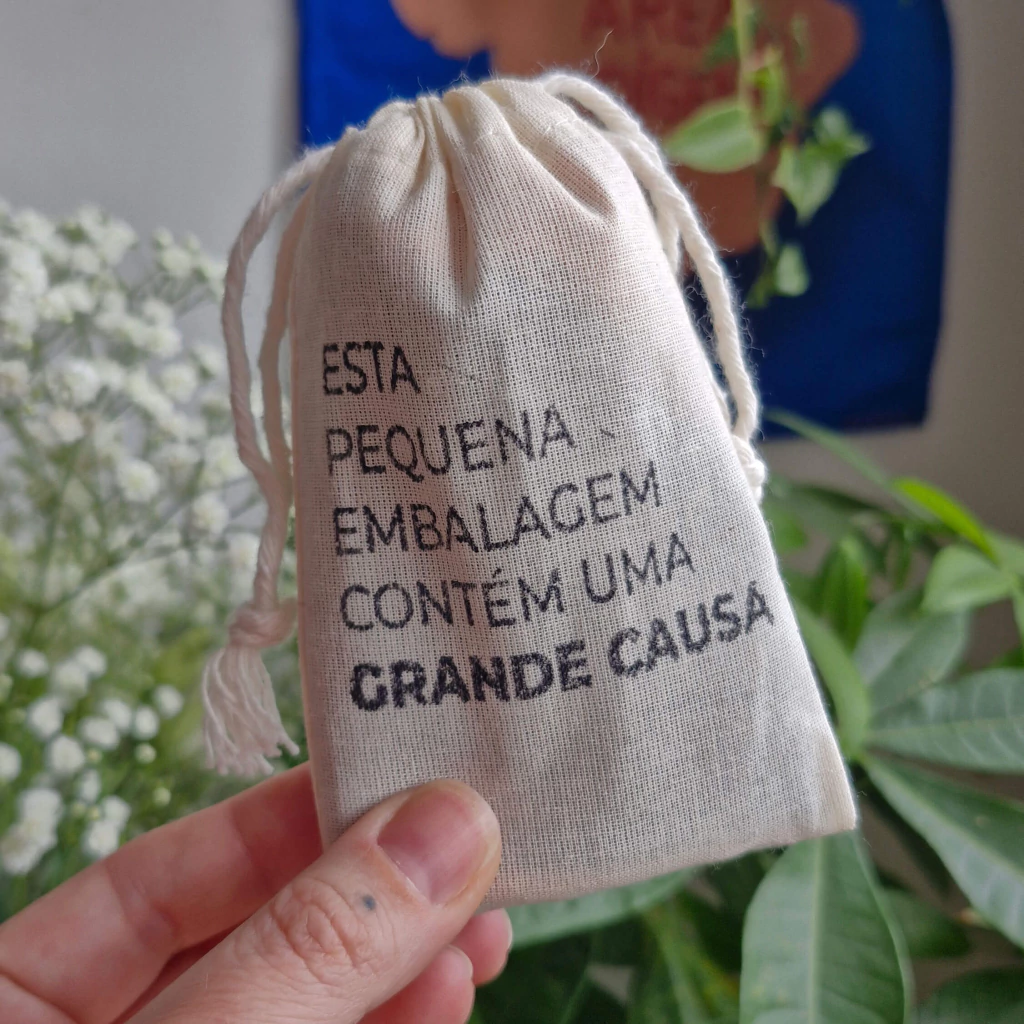 ESTA
PEQUENA
EMBALAGEM
CONTÉM UMA
GRANDE CAUSA